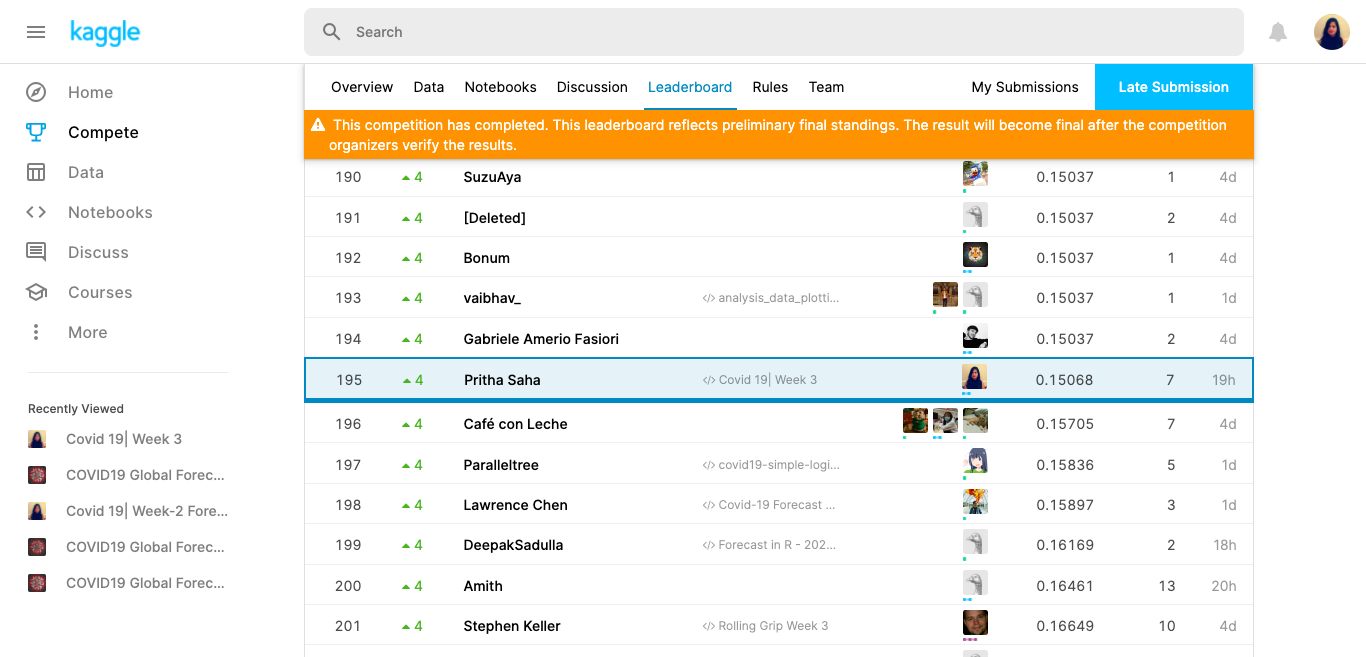 kaggle
Search
Home
Compete
Data
Notebooks
Discuss
Courses
More
Recently Viewed
Covid 19| Week 3
COVID19 Global Forec...
Covid 19| Week-2 Fore...
COVID19 Global Forec...
COVID19 Global Forec...
Overview Data Notebooks Discussion Leaderboard Rules Team My Submissions Late Submission
This competition has completed. This leaderboard reflects preliminary final standings. The result will become final after the competition
organizers verify the results.
190 4 SuzuAya 0.15037 1 4d
191 4 [Deleted] 0.15037 2 4d
192 4 Bonum 0.15037 1 4d
193 4 vaibhav_ </> analysis_data_plotti... 0.15037 1 1d
194 4 Gabriele Amerio Fasiori 0.15037 2 4d
195 4 Pritha Saha </> Covid 19| Week 3 0.15068 7 19h
196 4 Café con Leche 0.15705 7 4d
197 4 Paralleltree </> covid19-simple-logi... 0.15836 5 1d
198 4 Lawrence Chen </> Covid-19 Forecast ... 0.15897 3 1d
199 4 DeepakSadulla </> Forecast in R - 202... 0.16169 2 18h
200 4 Amith 0.16461 13 20h
201 4 Stephen Keller </> Rolling Grip Week 3 0.16649 10 4d